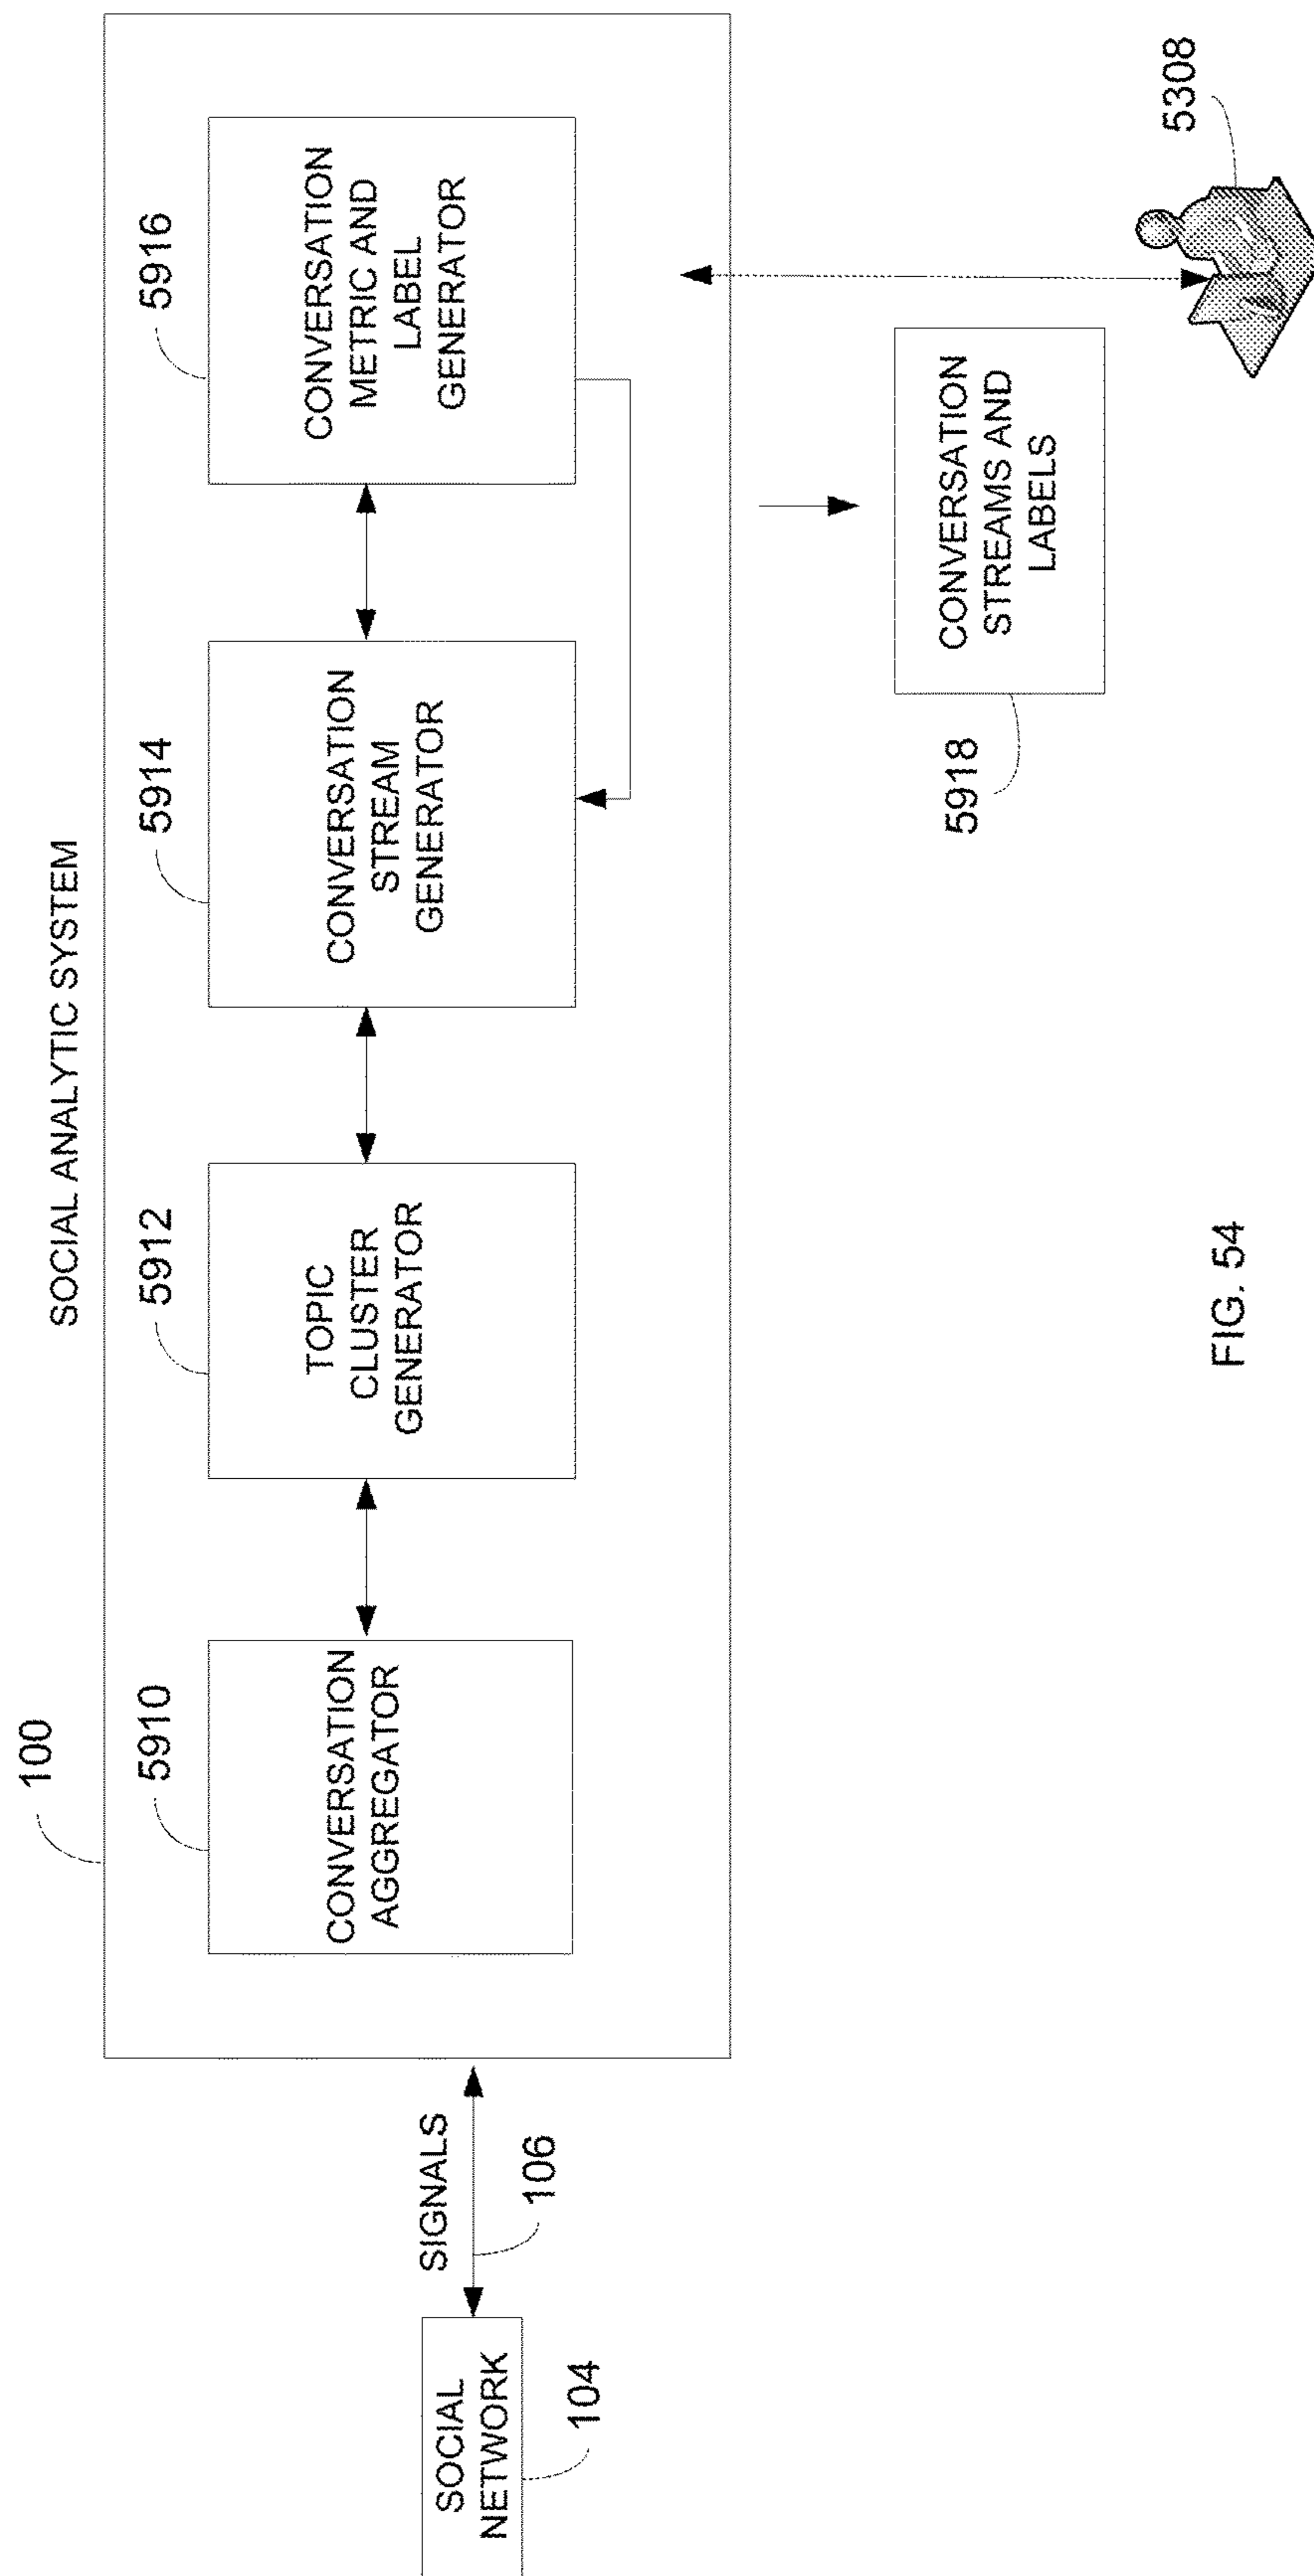 SOCIAL ANALYTIC SYSTEM
100
5910
CONVERSATION
AGGREGATOR
5912
TOPIC
CLUSTER
GENERATOR
5914
CONVERSATION
STREAM
GENERATOR
5916
CONVERSATION
METRIC AND
LABEL
GENERATOR
SOCIAL
NETWORK
104
SIGNALS
106
CONVERSATION
STREAMS AND
LABELS
5918
5308
FIG. 54